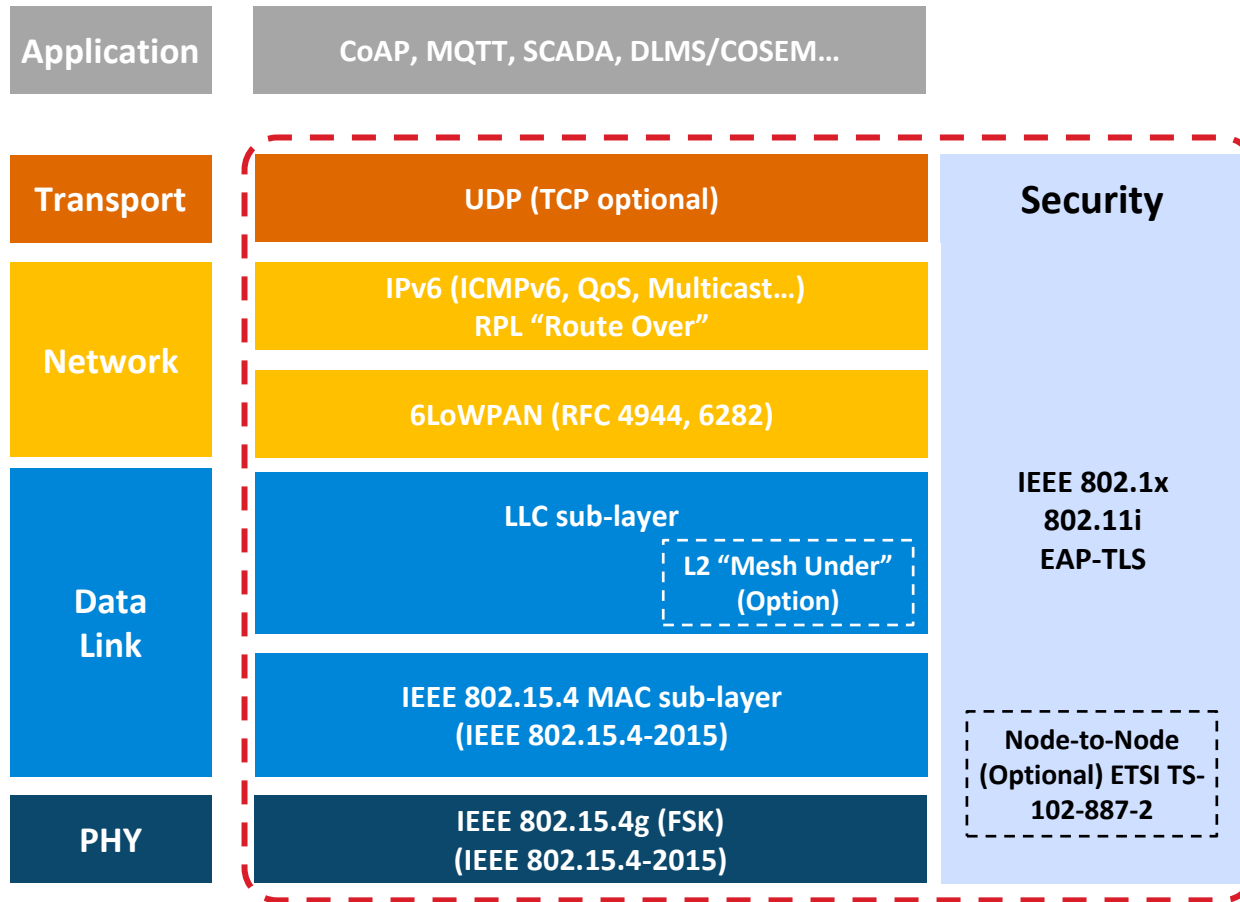 Application
CoAP, MQTT, SCADA, DLMS/COSEM…
Transport
UDP (TCP optional)
Security
Network
IPv6 (ICMPv6, QoS, Multicast…)
RPL “Route Over”
6LoWPAN (RFC 4944, 6282)
Data
Link
LLC sub-layer
L2 “Mesh Under”
(Option)
IEEE 802.15.4 MAC sub-layer
(IEEE 802.15.4-2015)
IEEE 802.1x
802.11i
EAP-TLS
Node-to-Node
(Optional) ETSI TS-
102-887-2
PHY
IEEE 802.15.4g (FSK)
(IEEE 802.15.4-2015)